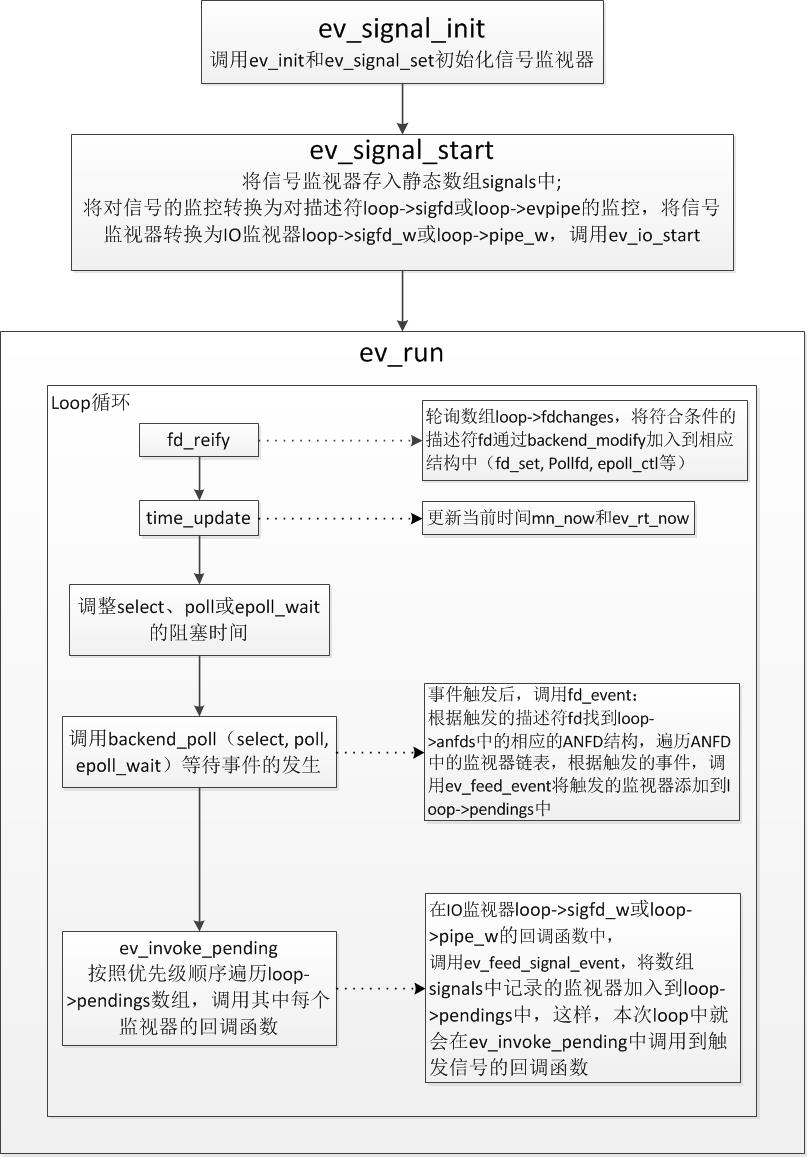 ev_signal_init
调用ev_init和ev_signal_set初始化信号监视器
ev_signal_start
将信号监视器存入静态数组signals中;
将对信号的监控转换为对描述符loop->sigfd或loop->evpipe的监控，将信号
监视器转换为IO监视器loop->sigfd_w或loop->pipe_w，调用ev_io_start
ev_run
Loop循环
fd_reify
轮询数组loop->fdchanges，将符合条件的
描述符fd通过backend_modify加入到相应
结构中（fd_set, Pollfd, epoll_ctl等）
time_update
更新当前时间mn_now和ev_rt_now
调整select、poll或epoll_wait
的阻塞时间
调用backend_poll（select, poll,
epoll_wait）等待事件的发生
事件触发后，调用fd_event：
根据触发的描述符fd找到loop-
>anfds中的相应的ANFD结构，遍历ANFD
中的监视器链表，根据触发的事件，调
用ev_feed_event将触发的监视器添加到l
oop->pendings中
ev_invoke_pending
按照优先级顺序遍历loop-
>pendings数组，调用其中每个
监视器的回调函数
在IO监视器loop->sigfd_w或loop-
>pipe_w的回调函数中，
调用ev_feed_signal_event，将数组
signals中记录的监视器加入到loop-
>pendings中，这样，本次loop中就
会在ev_invoke_pending中调用到触
发信号的回调函数